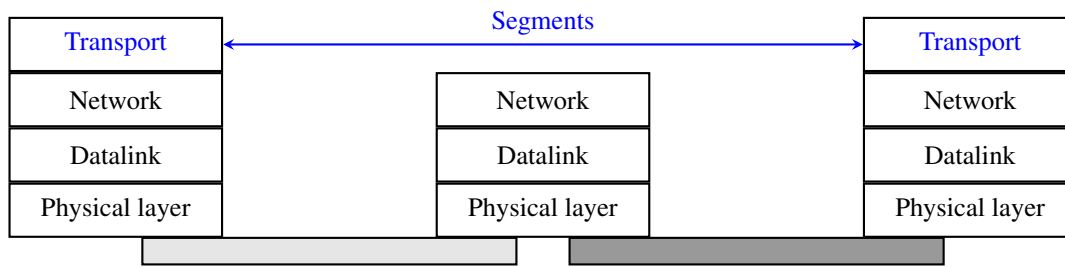 Segments
Transport Transport
Network Network Network
Datalink Datalink Datalink
Physical layer Physical layer Physical layer